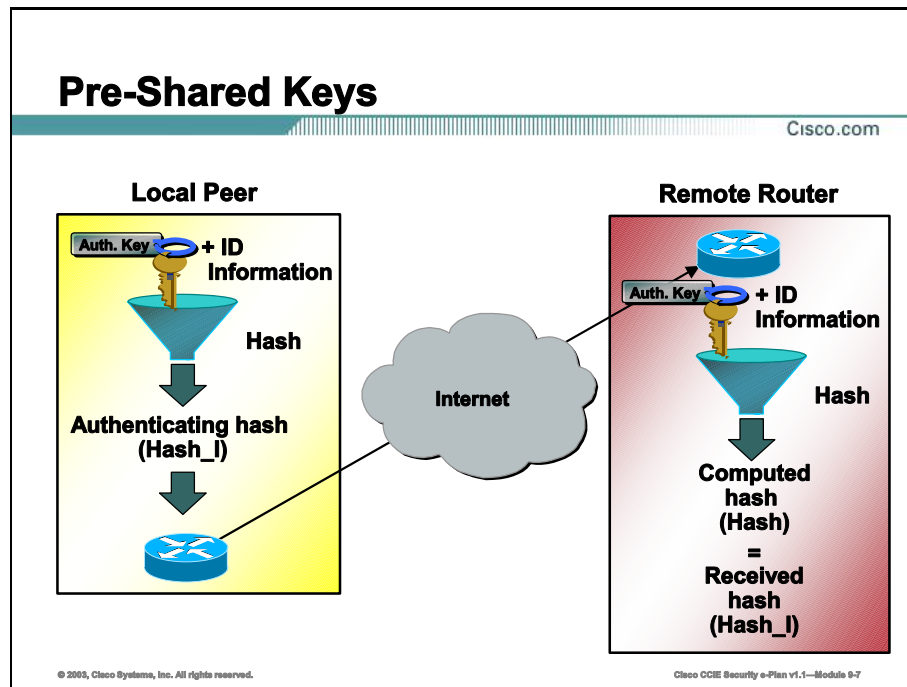 Pre-Shared Keys
Cisco.com
Local Peer
Auth. Key
+ ID
Information
Hash
Authenticating hash
(Hash_I)
Internet
Remote Router
Auth. Key
+ ID
Information
Hash
Computed
hash
(Hash)
=
Received
hash
(Hash_I)
© 2003, Cisco Systems, Inc. All rights reserved.
Cisco CCIE Security e-Plan v1.1—Module 9-7